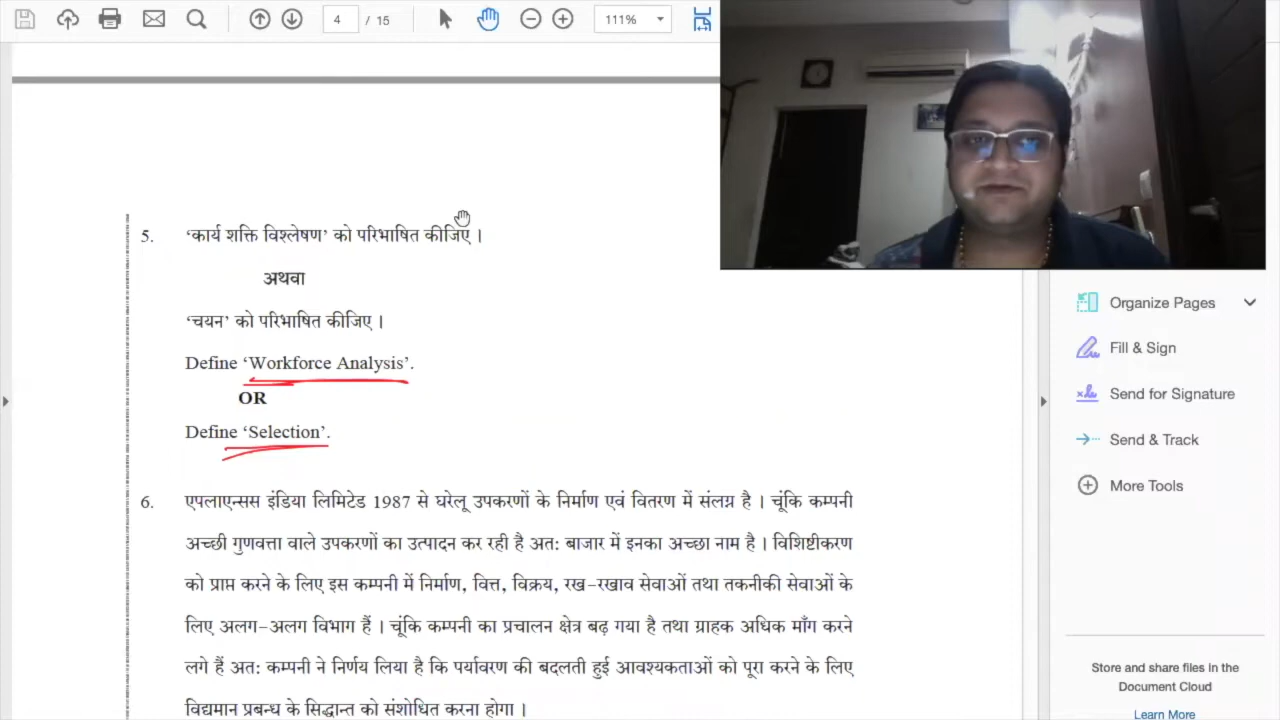 4 / 15
111%
5. ‘कार्य शक्ति विश्लेषण’ को परिभाषित कीजिए ।
अथवा
‘चयन’ को परिभाषित कीजिए ।
Define ‘Workforce Analysis’.
OR
Define ‘Selection’.
6. एपलाएन्सस इंडिया लिमिटेड 1987 से घरेलू उपकरणों के निर्माण एवं वितरण में संलग्न है । चूंकि कम्पनी
अच्छी गुणवत्ता वाले उपकरणों का उत्पादन कर रही है अत: बाजार में इनका अच्छा नाम है । विशिष्टीकरण
को प्राप्त करने के लिए इस कम्पनी में निर्माण, वित्त, विक्रय, रख-रखाव सेवाओं तथा तकनीकी सेवाओं के
लिए अलग-अलग विभाग हैं । चूंकि कम्पनी का प्रचालन क्षेत्र बढ़ गया है तथा ग्राहक अधिक माँग करने
लगे हैं अत: कम्पनी ने निर्णय लिया है कि पर्यावरण की बदलती हुई आवश्यकताओं को पूरा करने के लिए
विद्यमान प्रबन्ध के सिद्धान्त को संशोधित करना होगा ।
Organize Pages
Fill & Sign
Send for Signature
Send & Track
More Tools
Store and share files in the
Document Cloud
Learn More